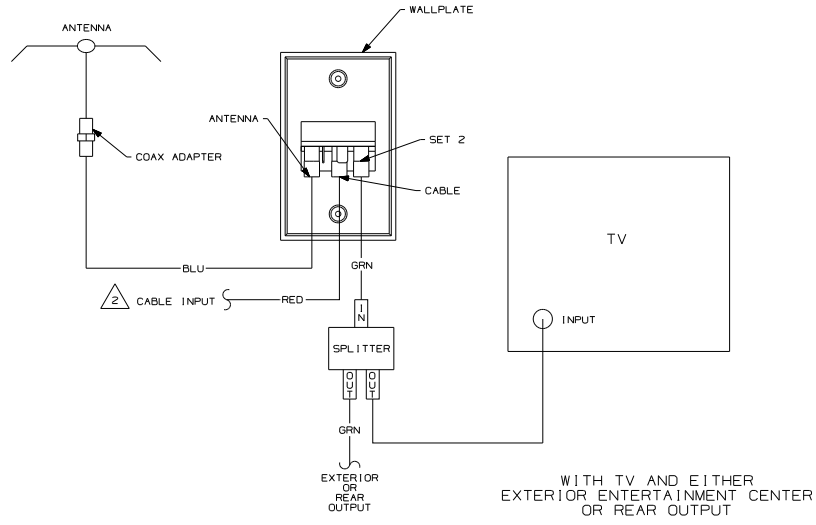 WALLPLATE
ANTENNA
ANTENNA
SET 2
COAX ADAPTER
CABLE
TV
BLU
GRN
2 CABLE INPUT
RED
IN
INPUT
SPLITTER
OUT
OUT
GRN
EXTERIOR
OR
REAR
OUTPUT
WITH TV AND EITHER
EXTERIOR ENTERTAINMENT CENTER
OR REAR OUTPUT